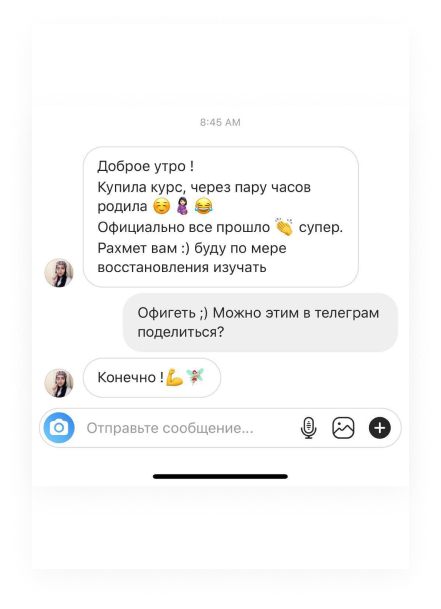 8:45 AM
Доброе утро !
Купила курс, через пару часов
родила ☺️🤱😂
Официально все прошло 👏 супер.
Рахмет вам :) буду по мере
восстановления изучать
Офигеть ;) Можно этим в телеграм
поделиться?
Конечно !💪🧚
Отправьте сообщение...